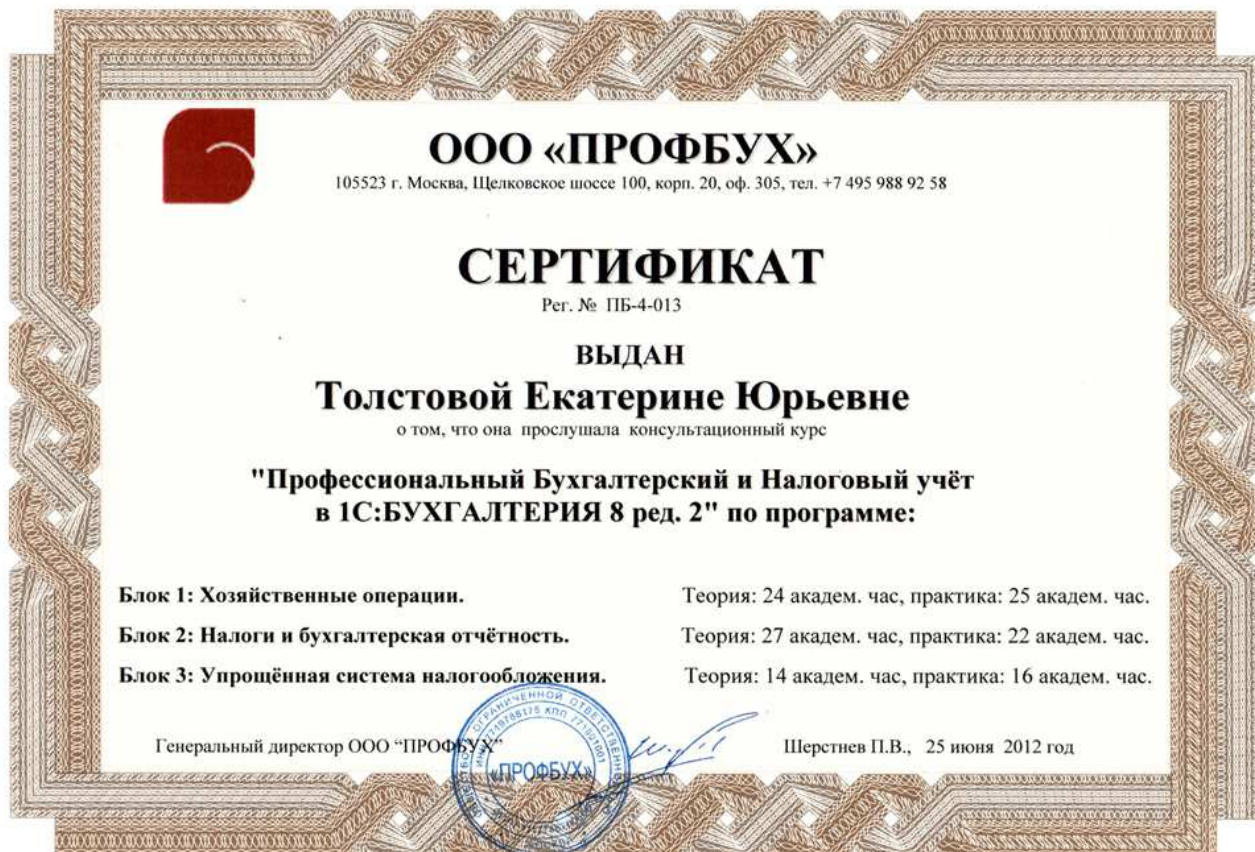 ООО «ПРОФБУХ»
105523 г. Москва, Щелковское шоссе 100, корп. 20, оф. 305, тел. +7 495 988 92 58
СЕРТИФИКАТ
Рег. № ПБ-4-013
ВЫДАН
Толстовой Екатерине Юрьевне
о том, что она прослушала консультационный курс
"Профессиональный Бухгалтерский и Налоговый учёт
в 1С:БУХГАЛТЕРИЯ 8 ред. 2" по программе:
Блок 1: Хозяйственные операции. Теория: 24 академ. час, практика: 25 академ. час.
Блок 2: Налоги и бухгалтерская отчётность. Теория: 27 академ. час, практика: 22 академ. час.
Блок 3: Упрощённая система налогообложения. Теория: 14 академ. час, практика: 16 академ. час.
Генеральный директор ООО “ПРОФБУХ” Шерстнев П.В., 25 июня 2012 год
ОГРАНИЧЕННОЙ
«ПРОФБУХ»